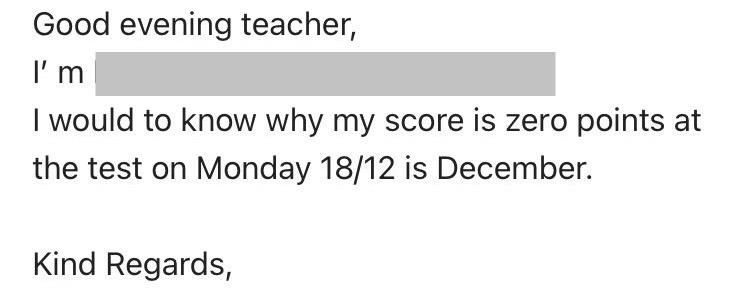 Good evening teacher,
I' m
I would to know why my score is zero points at
the test on Monday 18/12 is December.
Kind Regards,